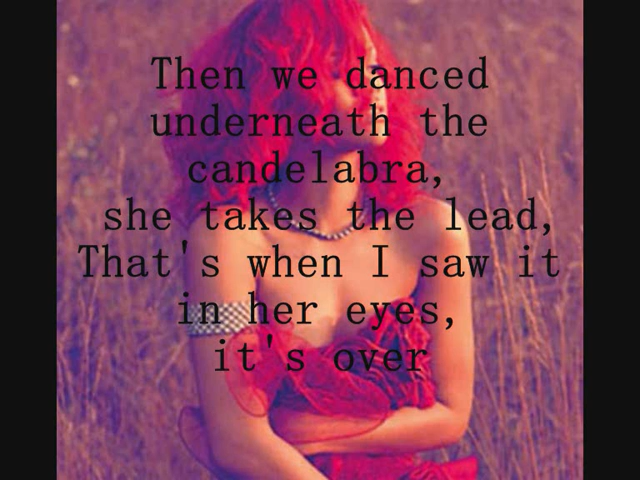 Then we danced
underneath the
candelabra,
she takes the lead,
That's when I saw it
in her eyes,
it's over